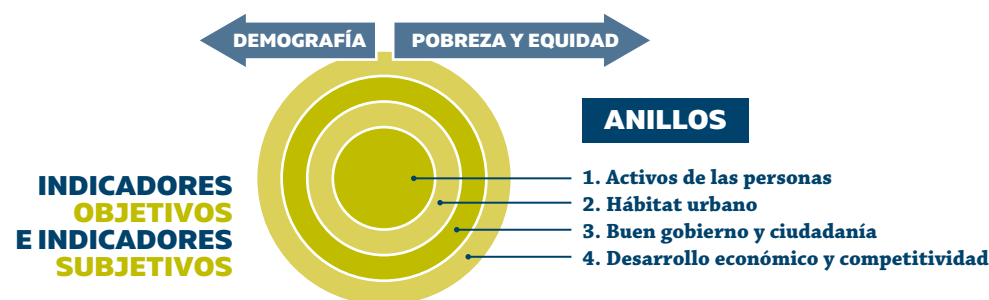 DEMOGRAFÍA
POBREZA Y EQUIDAD
ANILLOS
1. Activos de las personas
2. Hábitat urbano
3. Buen gobierno y ciudadanía
4. Desarrollo económico y competitividad
INDICADORES
OBJETIVOS
E INDICADORES
SUBJETIVOS